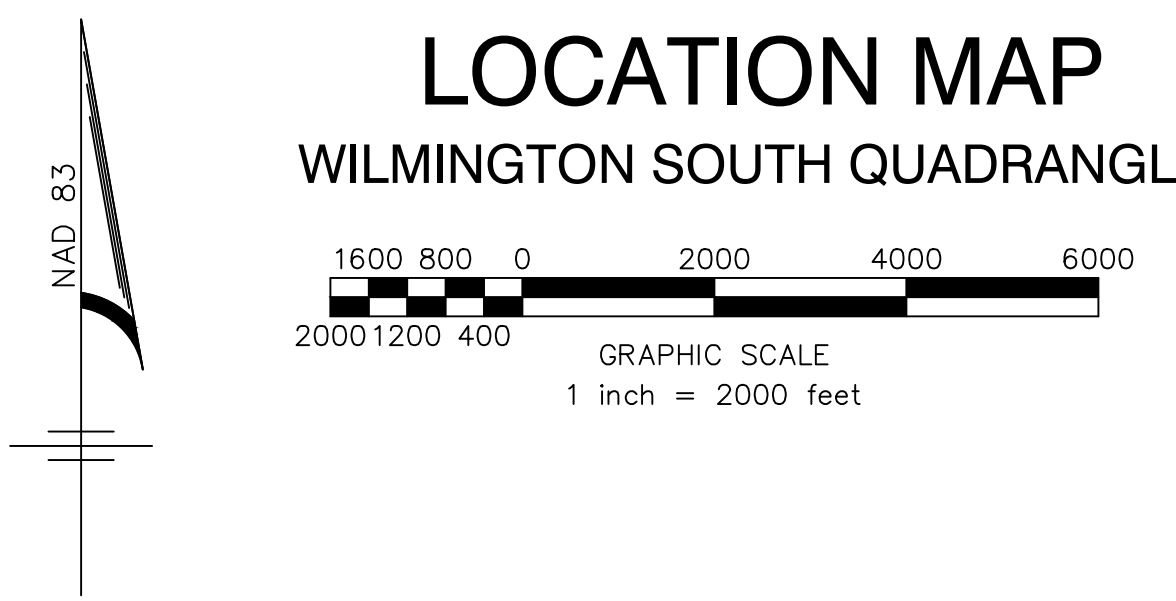 LOCATION MAP
WILMINGTON SOUTH QUADRANGL
NAD 83
1600 800 0 2000 4000 6000
2000 1200 400
GRAPHIC SCALE
1 inch = 2000 feet